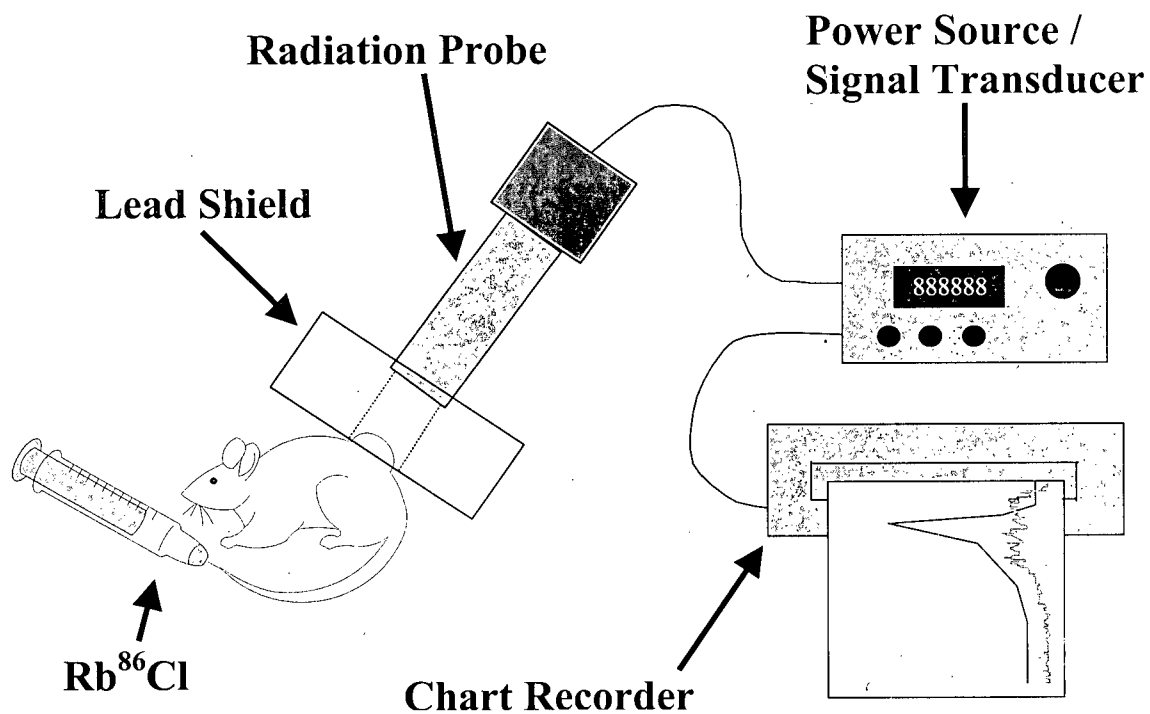 Radiation Probe
Power Source /
Signal Transducer
Lead Shield
888888
Rb⁸⁶Cl
Chart Recorder